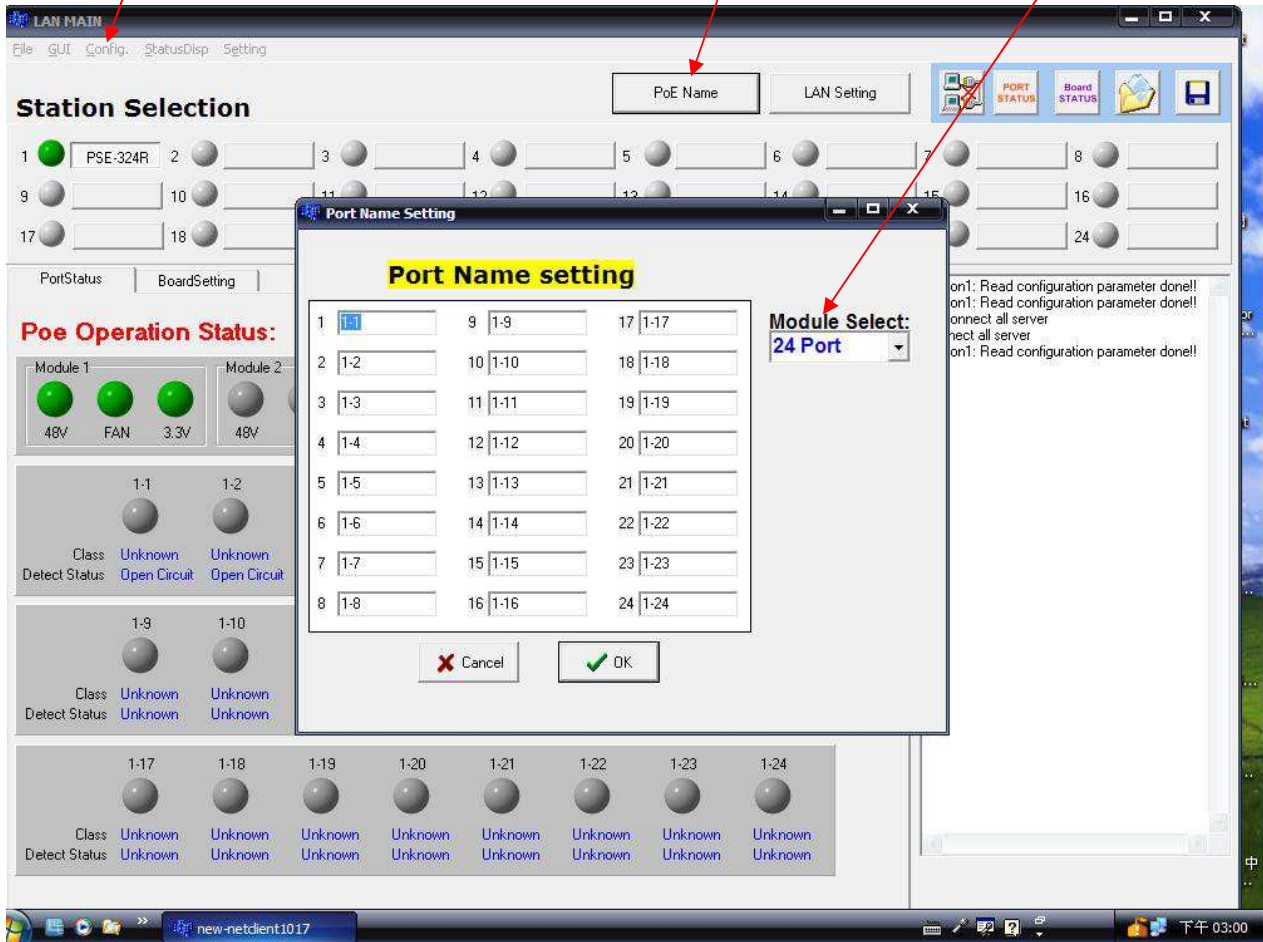 LAN MAIN
File GUI Config. StatusDisp Setting
Station Selection
PoE Name LAN Setting PORT STATUS Board STATUS
1 PSE-324R 2 3 4 5 6 7 8
9 10 11 12 13 14 15 16
17 18 24
Port Name Setting
PortStatus BoardSetting
Port Name setting
Module Select:
24 Port
1 1-1 9 1-9 17 1-17
2 1-2 10 1-10 18 1-18
3 1-3 11 1-11 19 1-19
4 1-4 12 1-12 20 1-20
5 1-5 13 1-13 21 1-21
6 1-6 14 1-14 22 1-22
7 1-7 15 1-15 23 1-23
8 1-8 16 1-16 24 1-24
Cancel OK
on1: Read configuration parameter done!!
on1: Read configuration parameter done!!
onnect all server
nect all server
on1: Read configuration parameter done!!
Poe Operation Status:
Module 1 Module 2
48V FAN 3.3V 48V
1-1 1-2
Class Unknown Unknown
Detect Status Open Circuit Open Circuit
1-9 1-10
Class Unknown Unknown
Detect Status Unknown Unknown
1-17 1-18 1-19 1-20 1-21 1-22 1-23 1-24
Class Unknown Unknown Unknown Unknown Unknown Unknown Unknown Unknown
Detect Status Unknown Unknown Unknown Unknown Unknown Unknown Unknown Unknown
中
new-netclient1017 下午 03:00